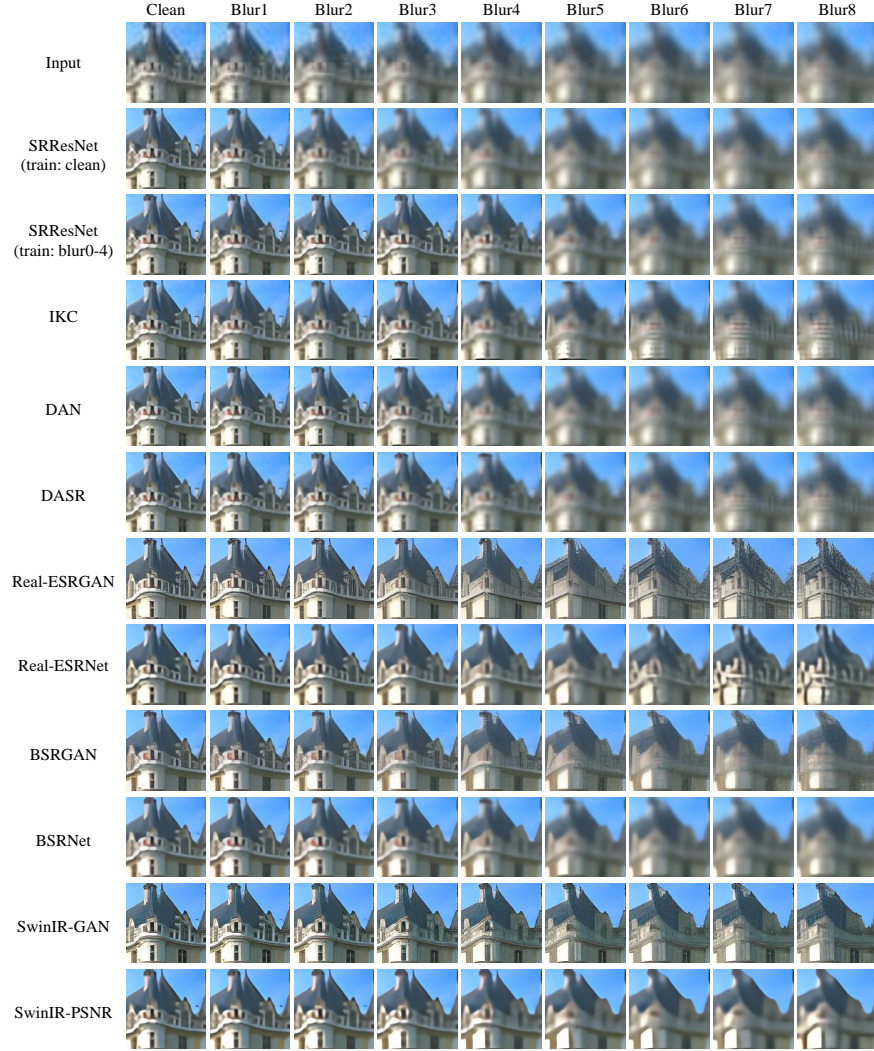 Clean Blur1 Blur2 Blur3 Blur4 Blur5 Blur6 Blur7 Blur8
Input
SRResNet
(train: clean)
SRResNet
(train: blur0-4)
IKC
DAN
DASR
Real-ESRGAN
Real-ESRNet
BSRGAN
BSRNet
SwinIR-GAN
SwinIR-PSNR